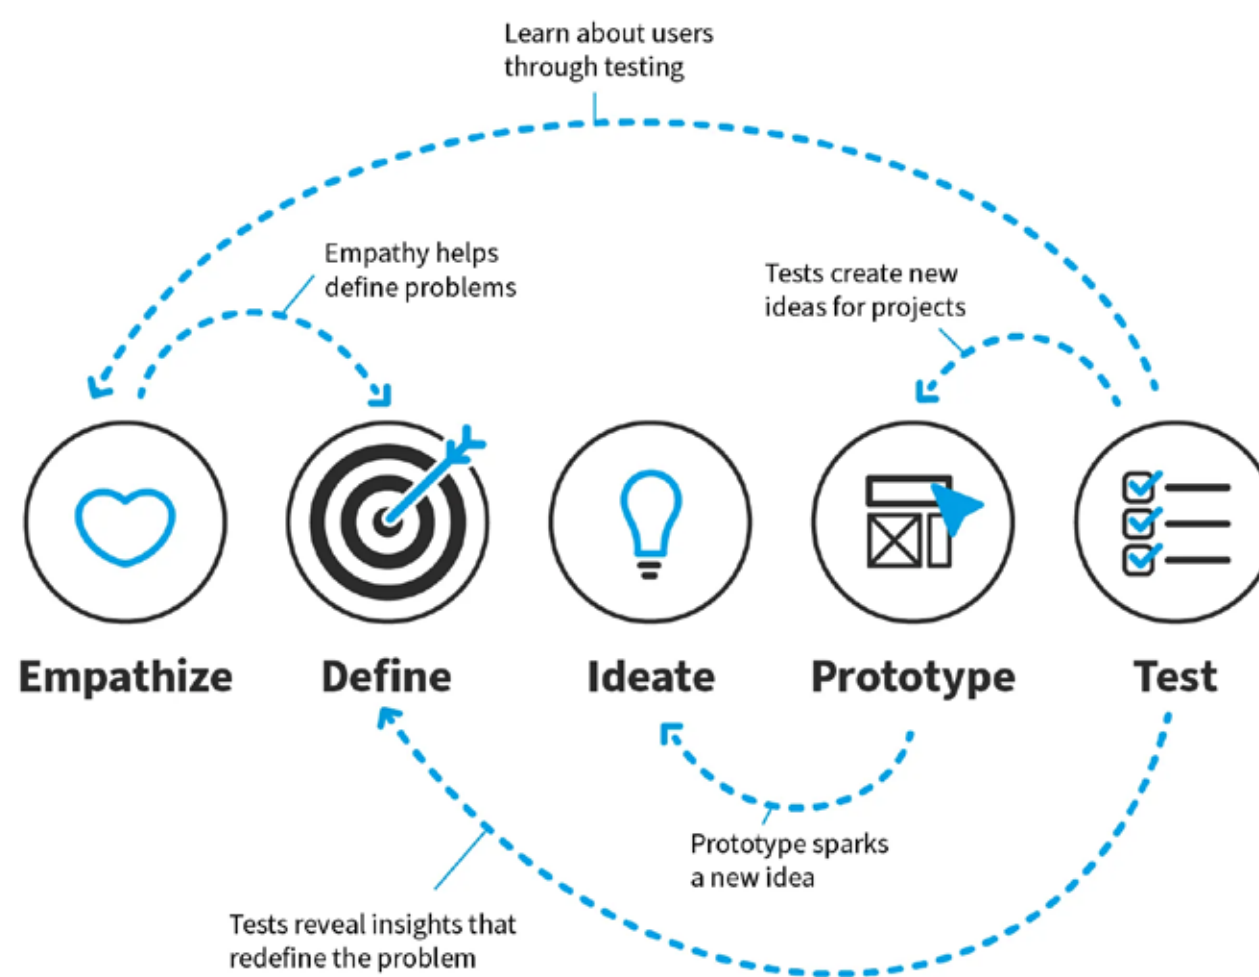 Learn about users
through testing
Empathy helps
define problems
Tests create new
ideas for projects
Empathize
Define
Ideate
Prototype
Test
Prototype sparks
a new idea
Tests reveal insights that
redefine the problem